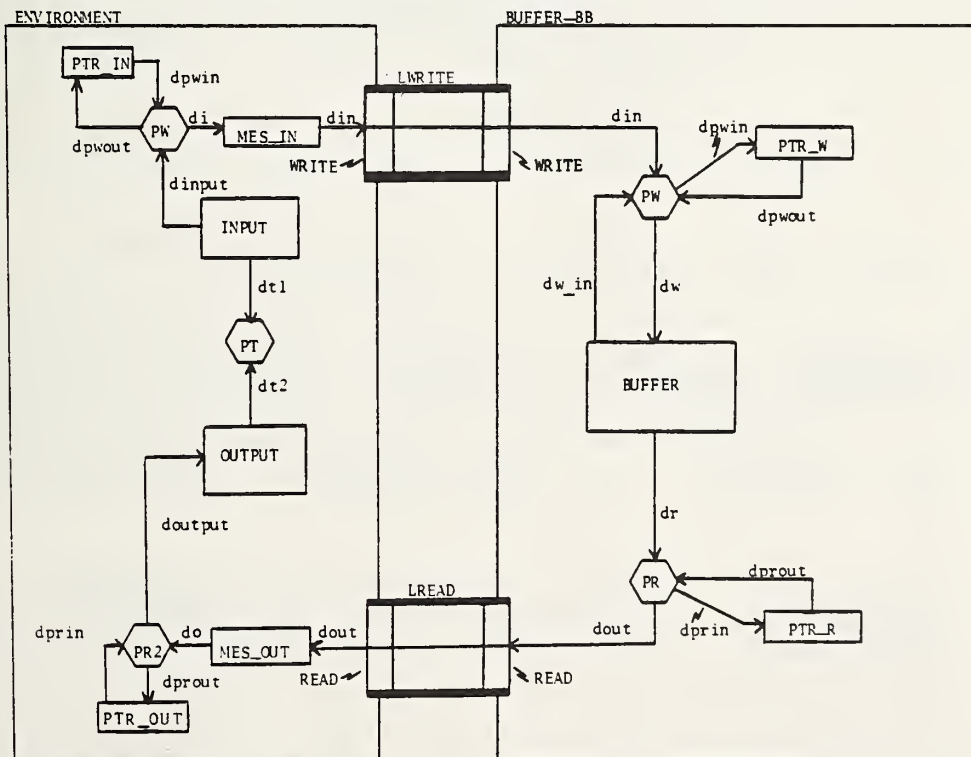 ENVIRONMENT
BUFFER-BB
PTR_IN
dpwin
LWRITE
PW
di
MES_IN
din
din
dpwin
PTR_W
dpwout
WRITE
WRITE
dinput
PW
dpwout
INPUT
dw_in
dw
dt1
PT
BUFFER
dt2
OUTPUT
doutput
dr
LREAD
PR
dprout
dprin
do
dout
dout
dprin
PTR_R
PR2
MES_OUT
dprout
READ
READ
PTR_OUT